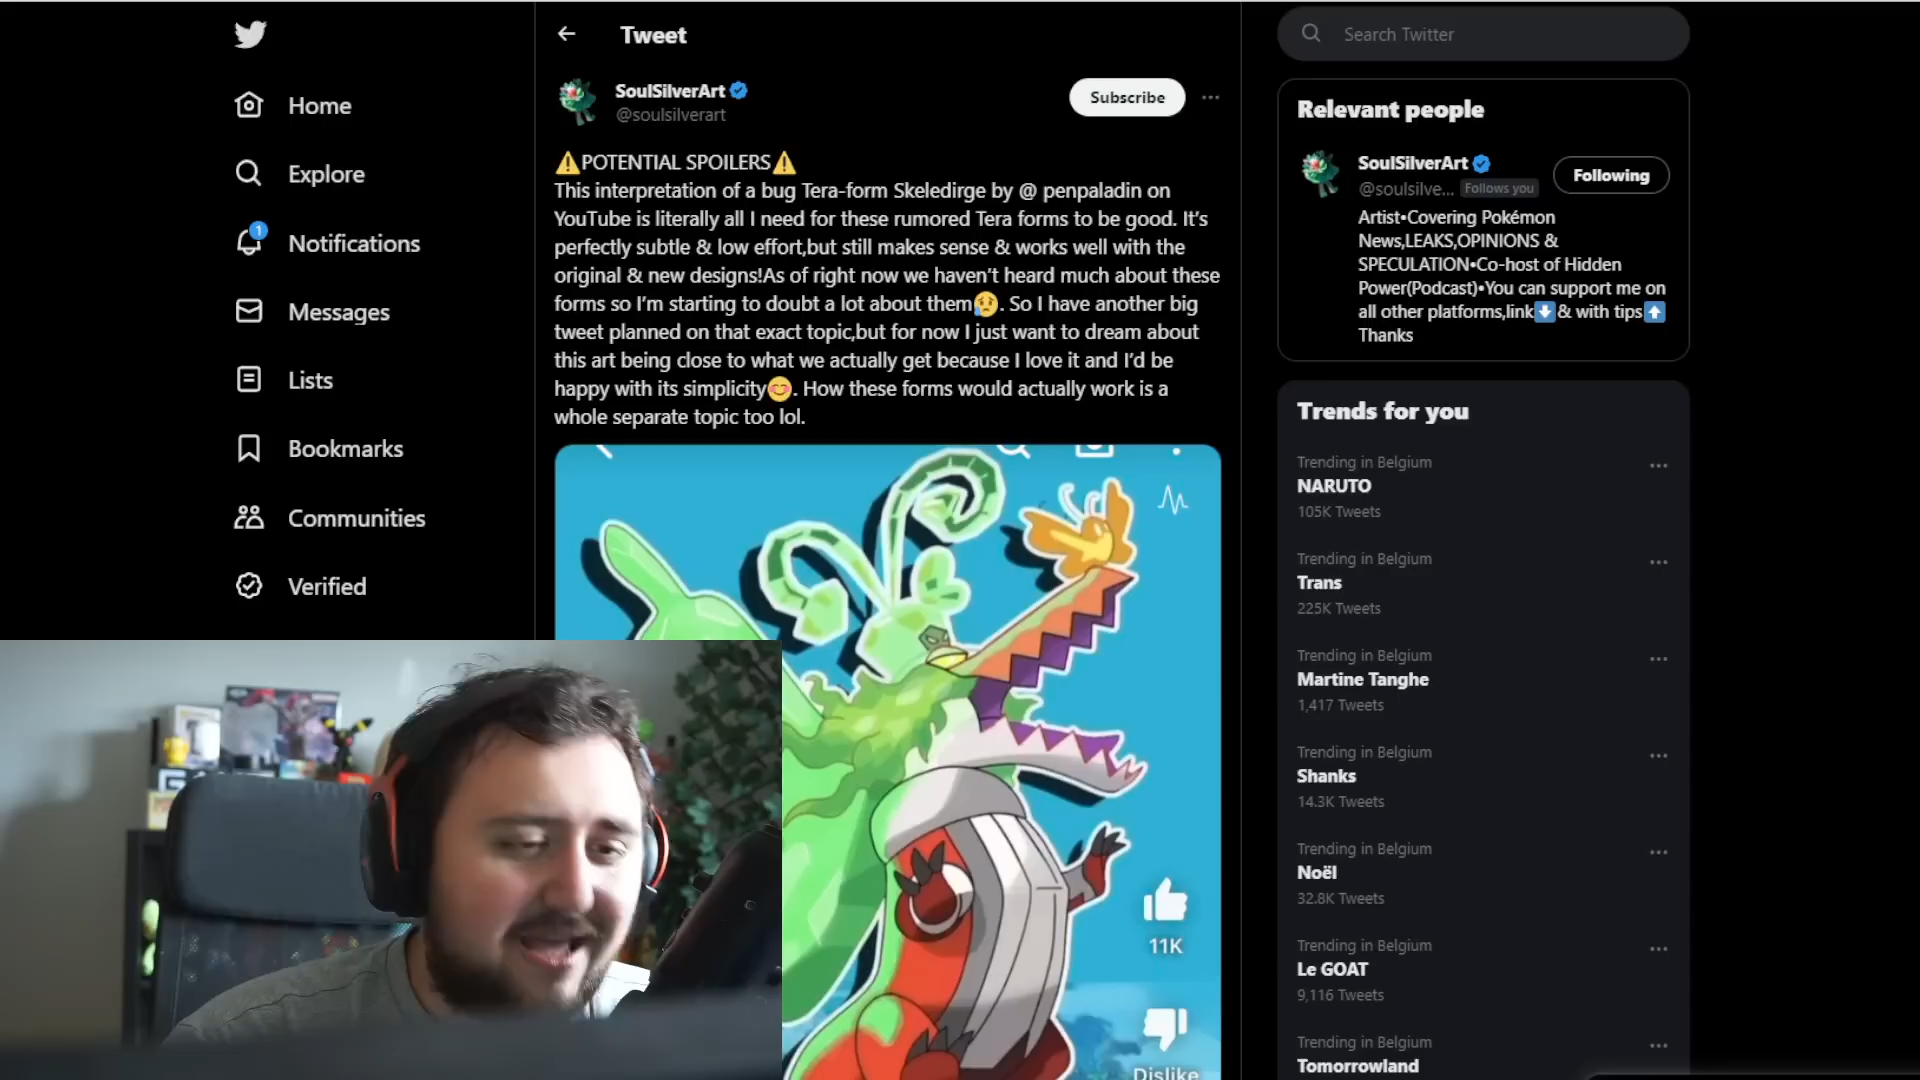 Home
Explore
1
Notifications
Messages
Lists
Bookmarks
Communities
Verified
Tweet
SoulSilverArt
@soulsilverart
Subscribe
⚠️POTENTIAL SPOILERS⚠️
This interpretation of a bug Tera-form Skeledirge by @ penpaladin on
YouTube is literally all I need for these rumored Tera forms to be good. It's
perfectly subtle & low effort,but still makes sense & works well with the
original & new designs!As of right now we haven't heard much about these
forms so I'm starting to doubt a lot about them😥. So I have another big
tweet planned on that exact topic,but for now I just want to dream about
this art being close to what we actually get because I love it and I'd be
happy with its simplicity😊. How these forms would actually work is a
whole separate topic too lol.
11K
Dislike
Search Twitter
Relevant people
SoulSilverArt
@soulsilve... Follows you
Following
Artist•Covering Pokémon
News,LEAKS,OPINIONS &
SPECULATION•Co-host of Hidden
Power(Podcast)•You can support me on
all other platforms,link⬇️& with tips⬆️
Thanks
Trends for you
Trending in Belgium
NARUTO
105K Tweets
Trending in Belgium
Trans
225K Tweets
Trending in Belgium
Martine Tanghe
1,417 Tweets
Trending in Belgium
Shanks
14.3K Tweets
Trending in Belgium
Noël
32.8K Tweets
Trending in Belgium
Le GOAT
9,116 Tweets
Trending in Belgium
Tomorrowland